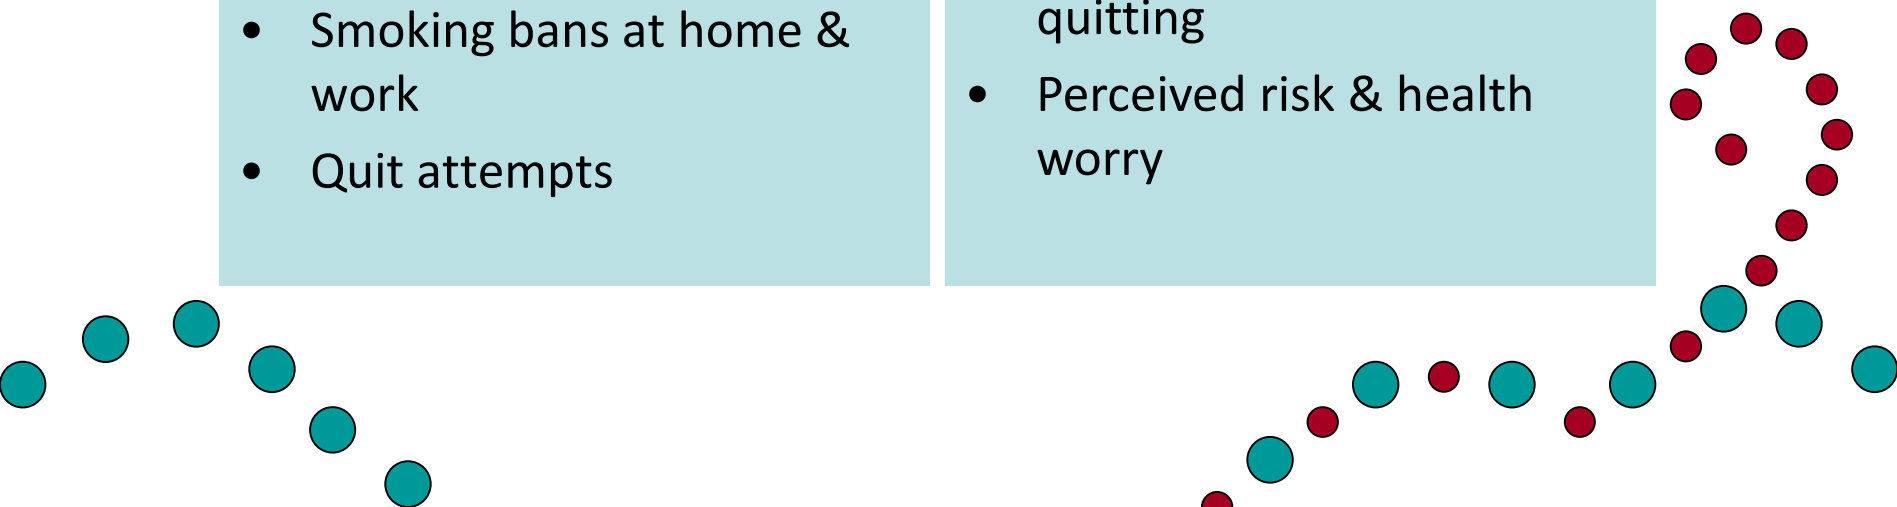 • Smoking bans at home &
work
• Quit attempts
quitting
• Perceived risk & health
worry